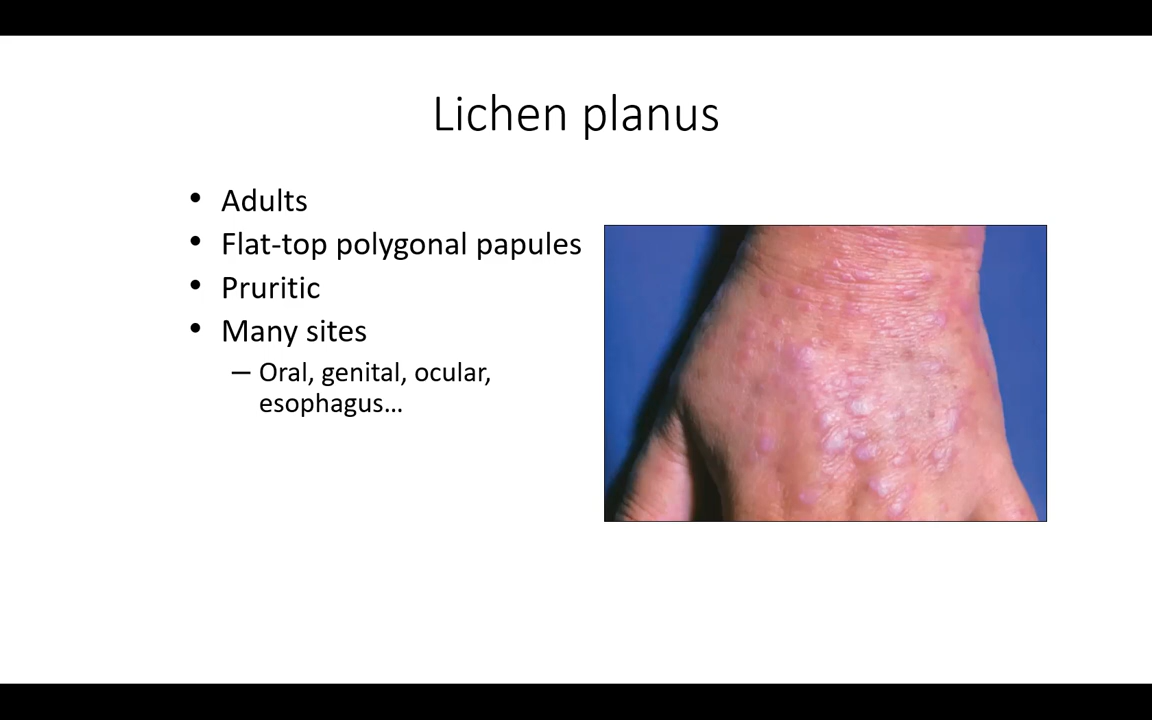 Lichen planus
• Adults
• Flat-top polygonal papules
• Pruritic
• Many sites
– Oral, genital, ocular,
esophagus...